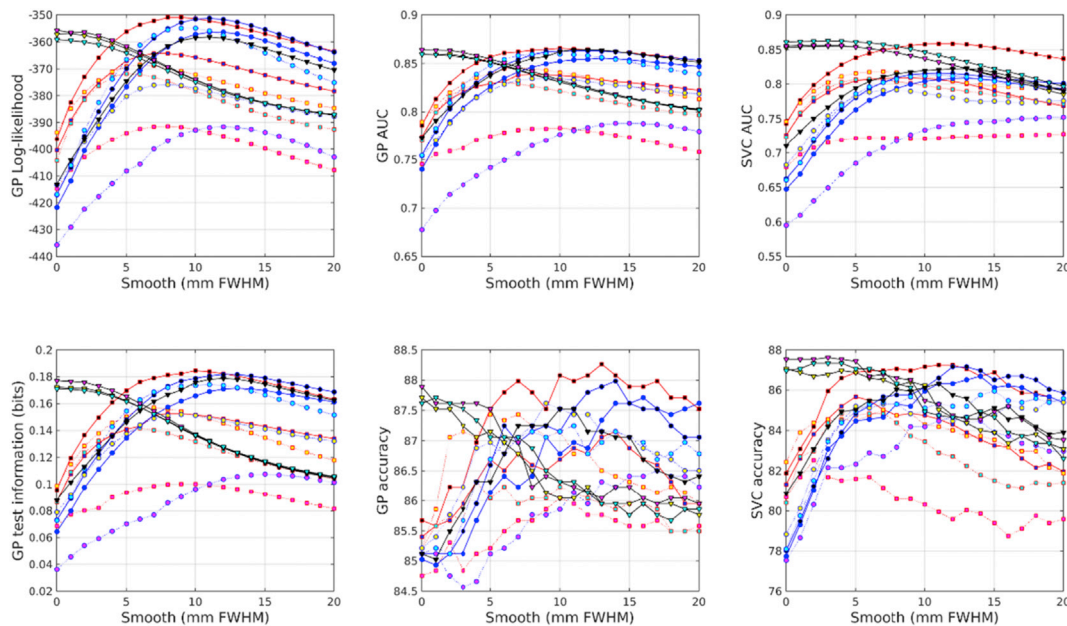 -350
-360
-370
-380
-390
-400
-410
-420
-430
-440
GP Log-likelihood
0 5 10 15 20
Smooth (mm FWHM)
0.9
0.85
0.8
0.75
0.7
0.65
GP AUC
0 5 10 15 20
Smooth (mm FWHM)
0.9
0.85
0.8
0.75
0.7
0.65
0.6
0.55
SVC AUC
0 5 10 15 20
Smooth (mm FWHM)
0.2
0.18
0.16
0.14
0.12
0.1
0.08
0.06
0.04
0.02
GP test information (bits)
0 5 10 15 20
Smooth (mm FWHM)
88.5
88
87.5
87
86.5
86
85.5
85
84.5
GP accuracy
0 5 10 15 20
Smooth (mm FWHM)
88
86
84
82
80
78
76
SVC accuracy
0 5 10 15 20
Smooth (mm FWHM)